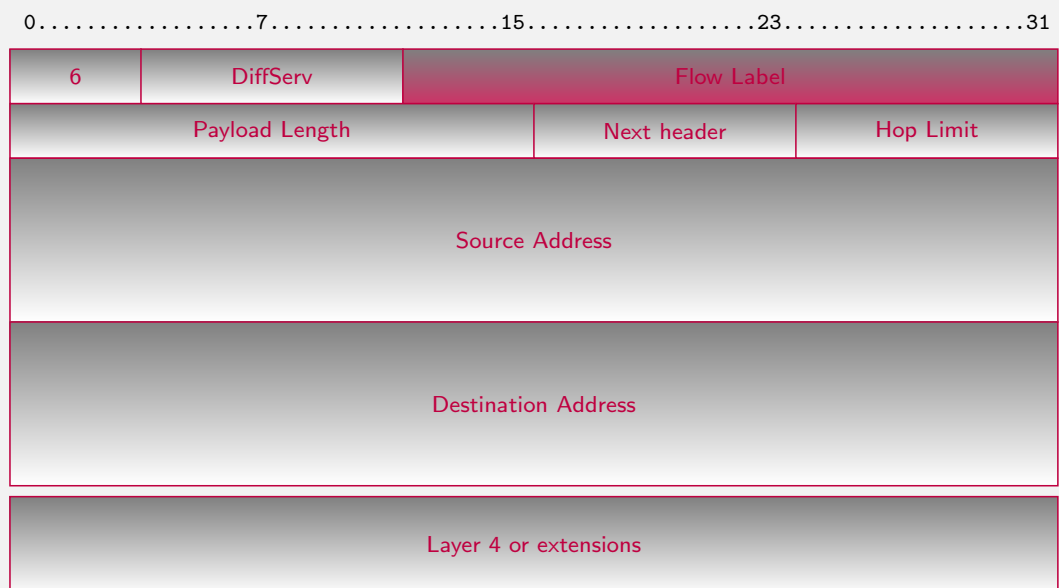 0...................7...................15...................23...................31
6 DiffServ Flow Label
Payload Length Next header Hop Limit
Source Address
Destination Address
Layer 4 or extensions